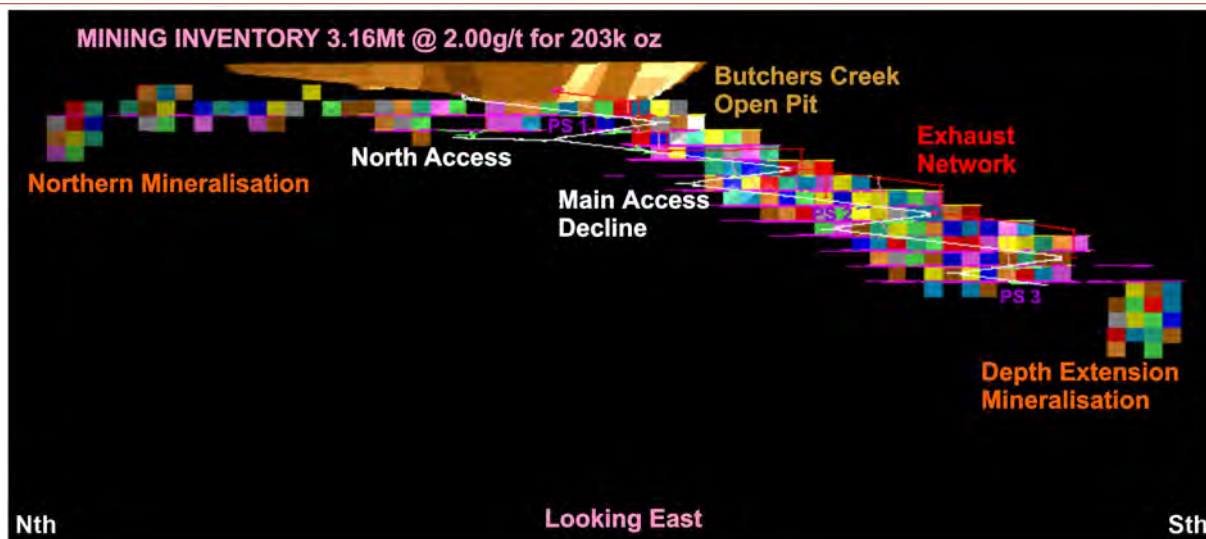 MINING INVENTORY 3.16Mt @ 2.00g/t for 203k oz
Butchers Creek
Open Pit
PS 1
Exhaust
Network
North Access
Northern Mineralisation
Main Access
Decline
PS 2
PS 3
Depth Extension
Mineralisation
Nth
Looking East
Sth